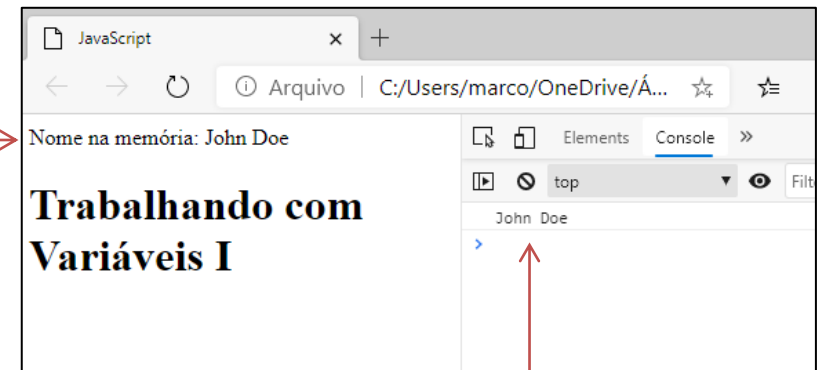 JavaScript
Arquivo | C:/Users/marco/OneDrive/Á...
Nome na memória: John Doe
Trabalhando com
Variáveis I
Elements Console »
top Filt
John Doe
>